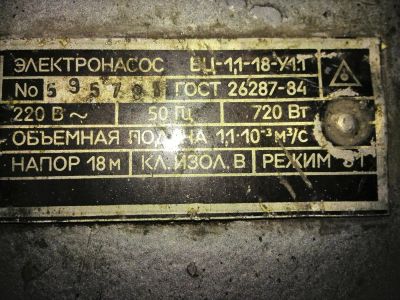 ЭЛЕКТРОНАСОС БЦ-1,1-18-У1.1
No ГОСТ 26287-84
220 В ~ 50 Гц 720 Вт
ОБЪЕМНАЯ ПОДАЧА 1,1·10⁻³ м³/с
НАПОР 18 м КЛ. ИЗОЛ. В РЕЖИМ S1